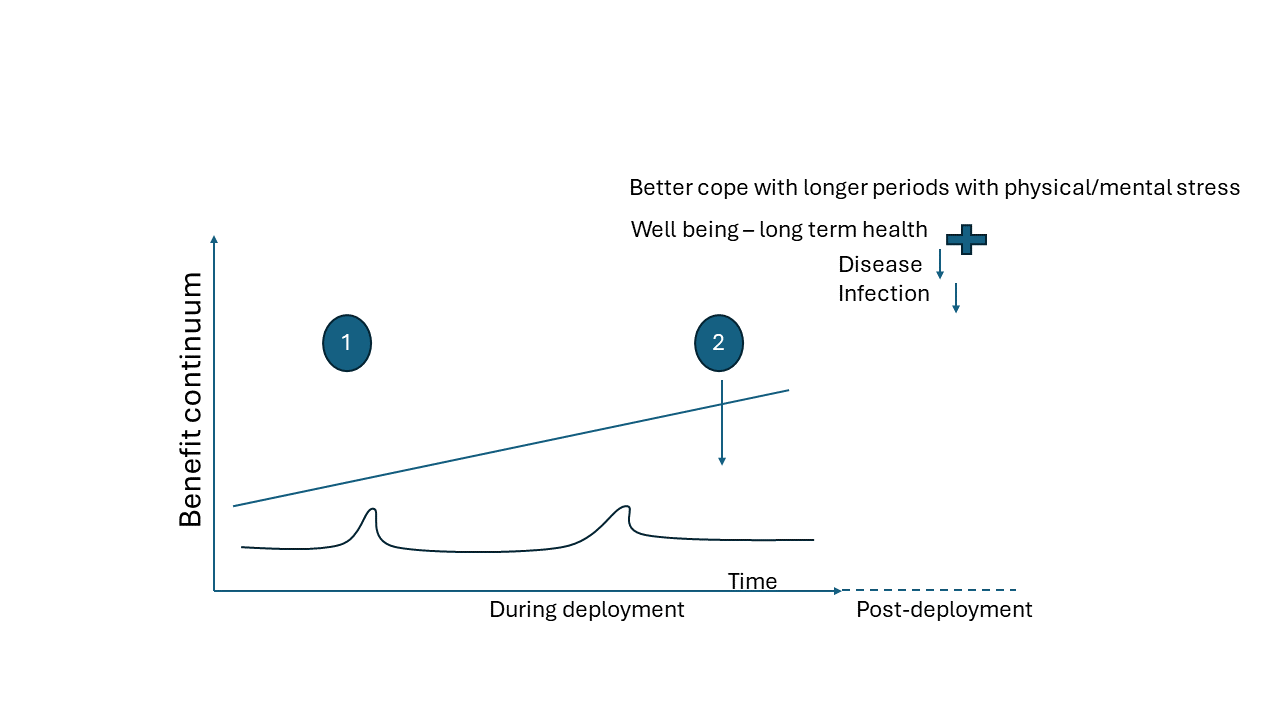 Better cope with longer periods with physical/mental stress
Well being – long term health
Disease
Infection
Benefit continuum
1
2
Time
During deployment
Post-deployment